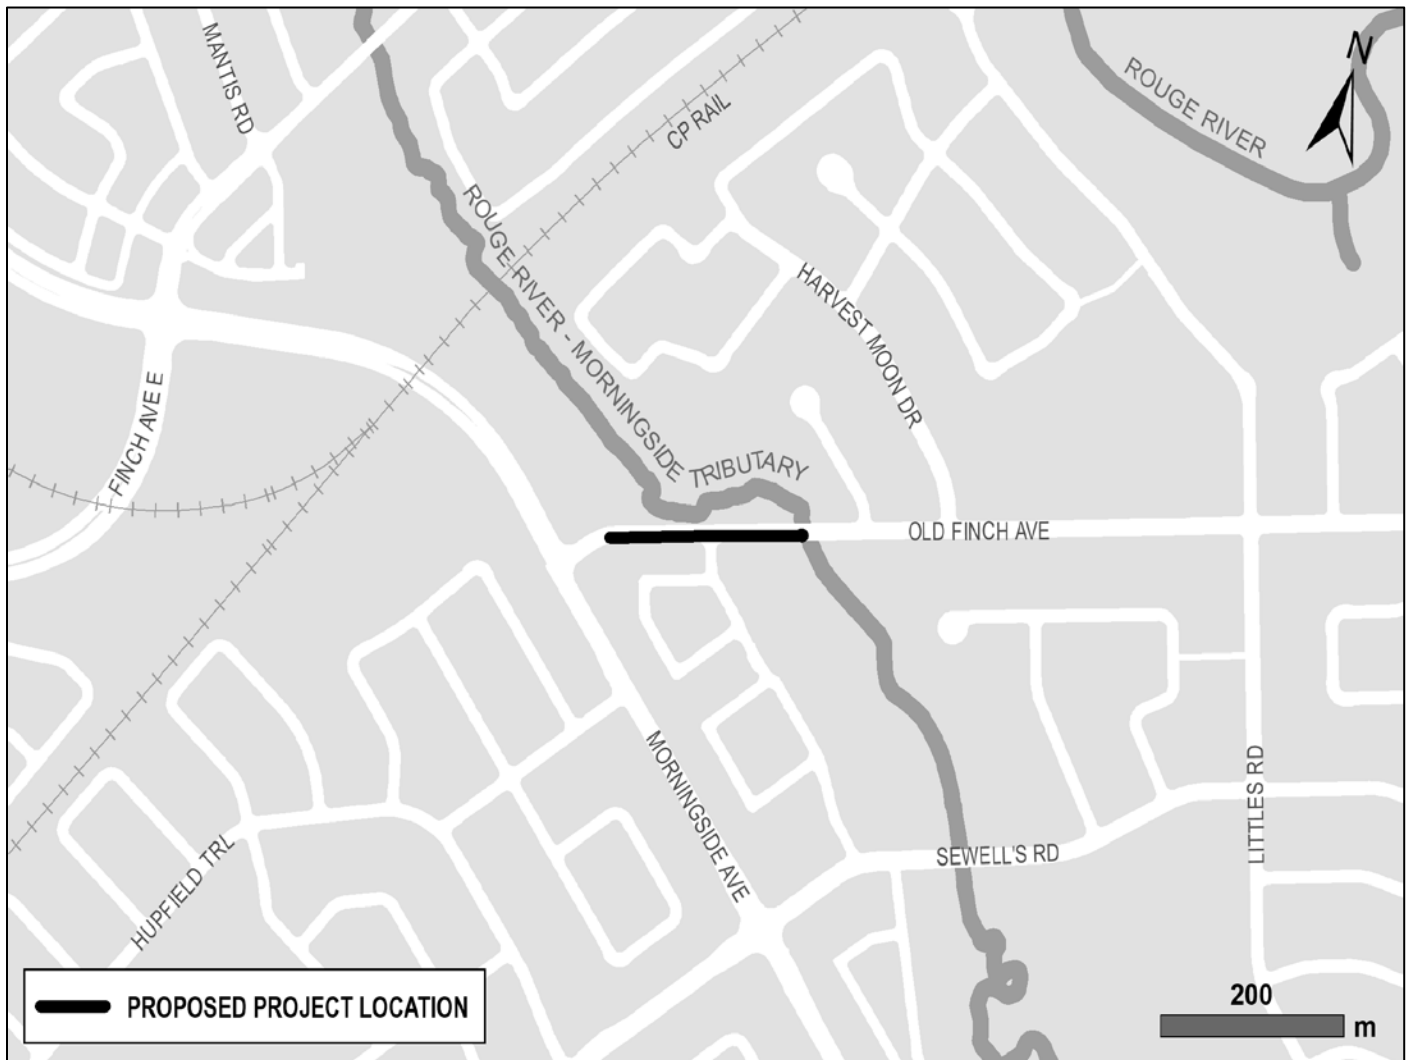 MANTIS RD
CP RAIL
ROUGE RIVER
N
ROUGE RIVER - MORNINGSIDE TRIBUTARY
HARVEST MOON DR
FINCH AVE E
OLD FINCH AVE
MORNINGSIDE AVE
LITTLES RD
SEWELL'S RD
HUPFIELD TRL
PROPOSED PROJECT LOCATION
200
m